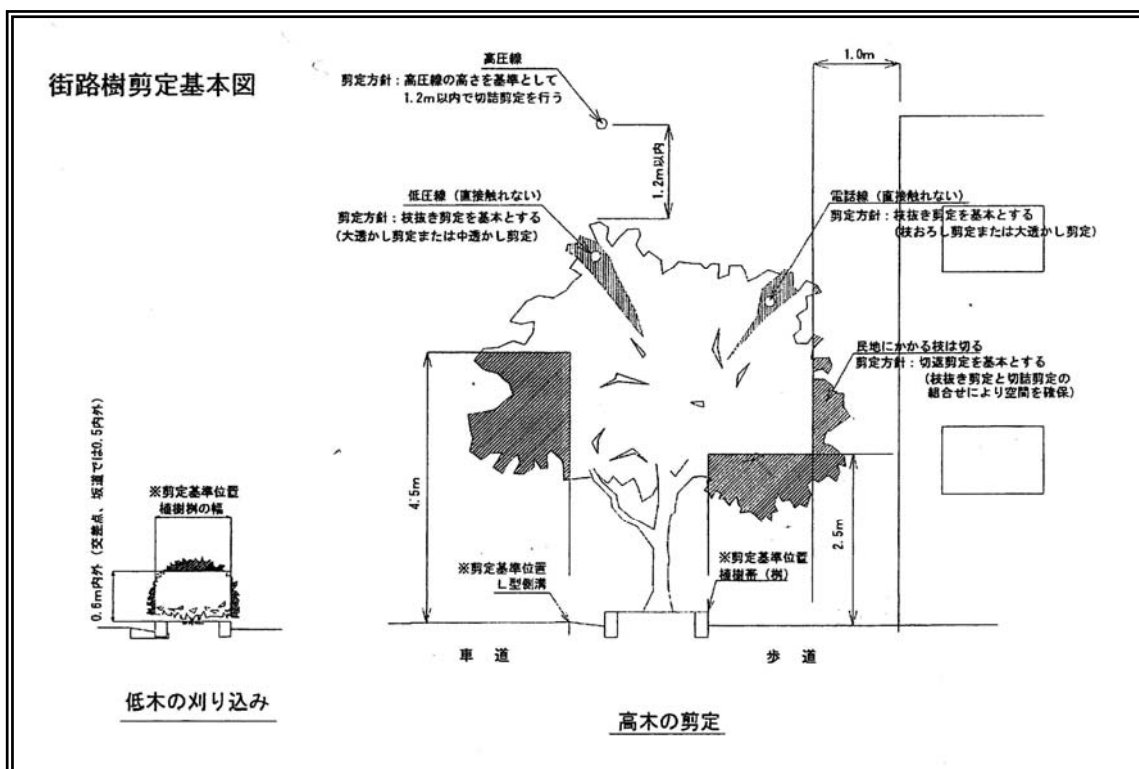 街路樹剪定基本図
高圧線
剪定方針：高圧線の高さを基準として
1.2m以内で切詰剪定を行う
1.0m
1.2m以内
低圧線（直接触れない）
剪定方針：枝抜き剪定を基本とする
（大透かし剪定または中透かし剪定）
電話線（直接触れない）
剪定方針：枝抜き剪定を基本とする
（枝おろし剪定または大透かし剪定）
民地にかかる枝は切る
剪定方針：切返剪定を基本とする
（枝抜き剪定と切詰剪定の
組合せにより空間を確保）
4.5m
2.5m
※剪定基準位置
L型側溝
※剪定基準位置
植樹帯（桝）
車道
歩道
高木の剪定
0.6m内外（交差点、坂道では0.5内外）
※剪定基準位置
植樹桝の幅
低木の刈り込み